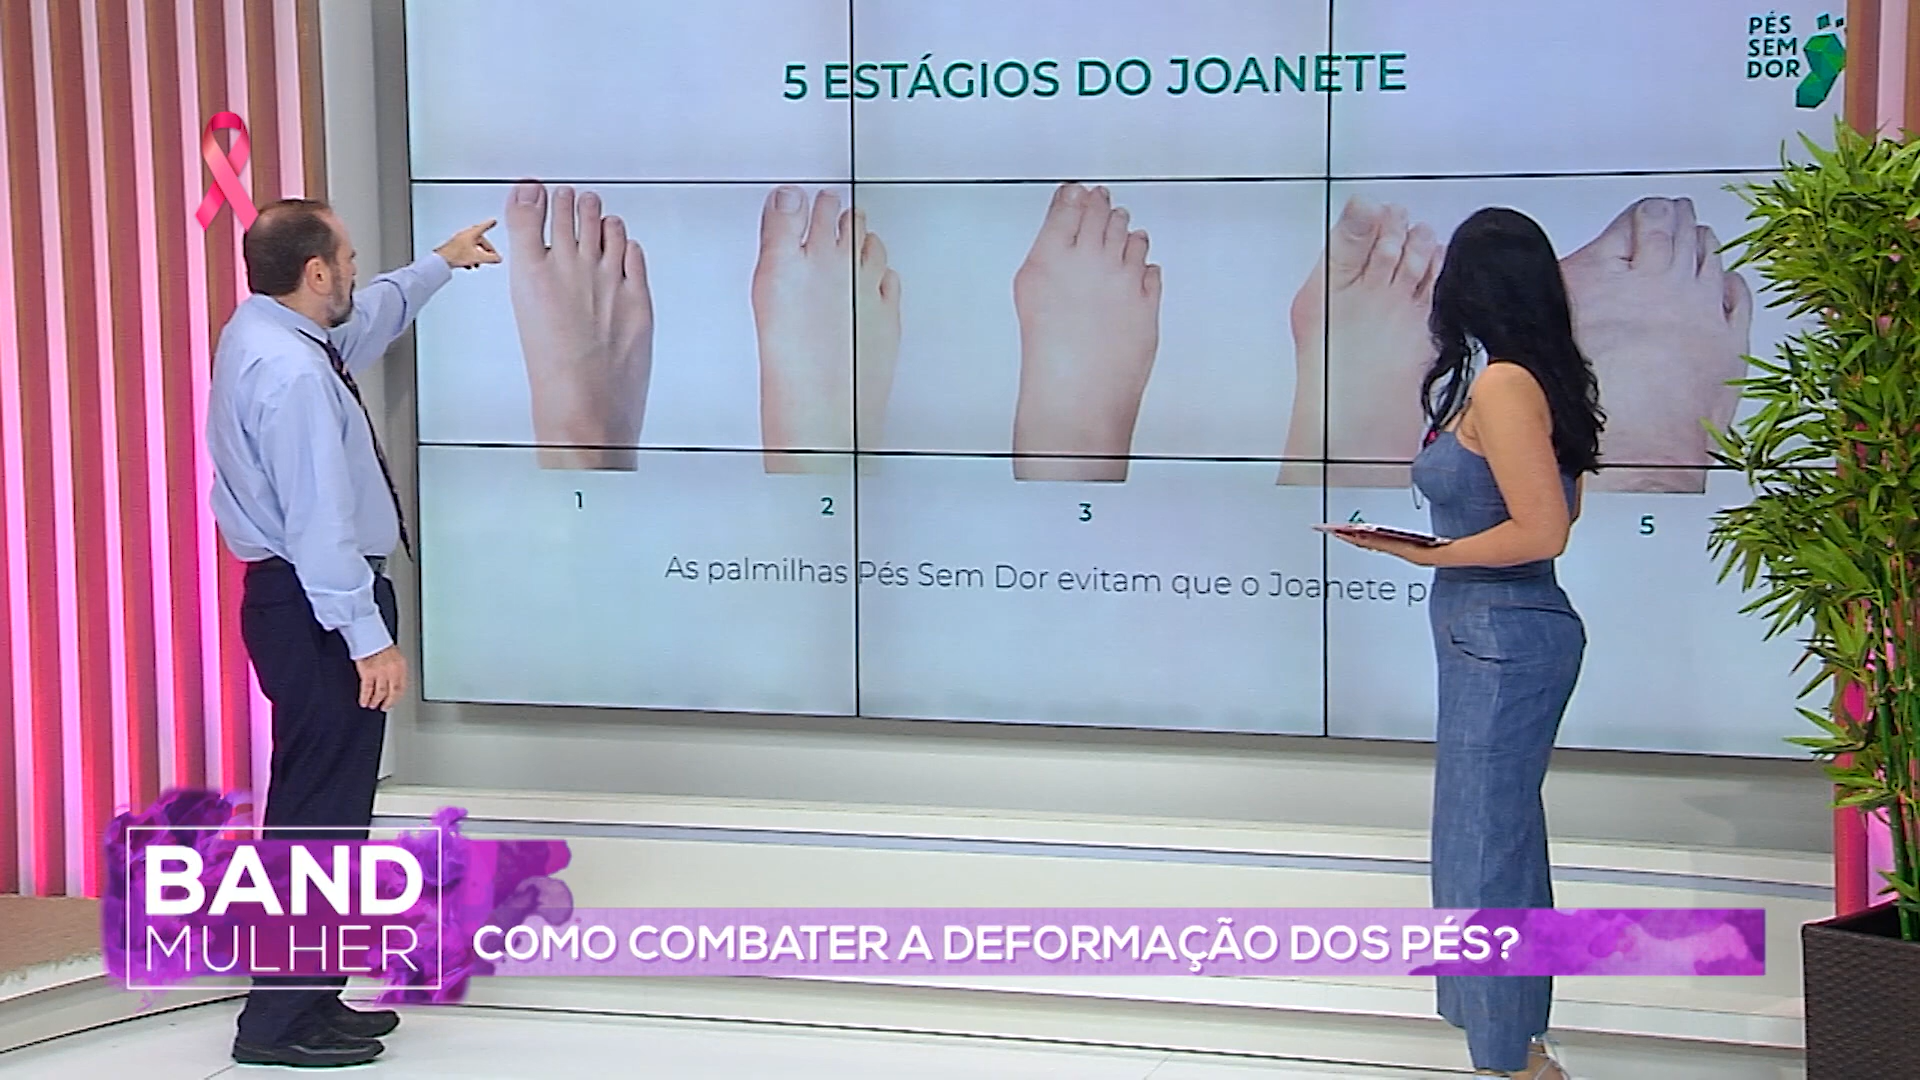 5 ESTÁGIOS DO JOANETE
PÉS
SEM
DOR
1
2
3
4
5
As palmilhas Pés Sem Dor evitam que o Joanete
BAND
MULHER
COMO COMBATER A DEFORMAÇÃO DOS PÉS?